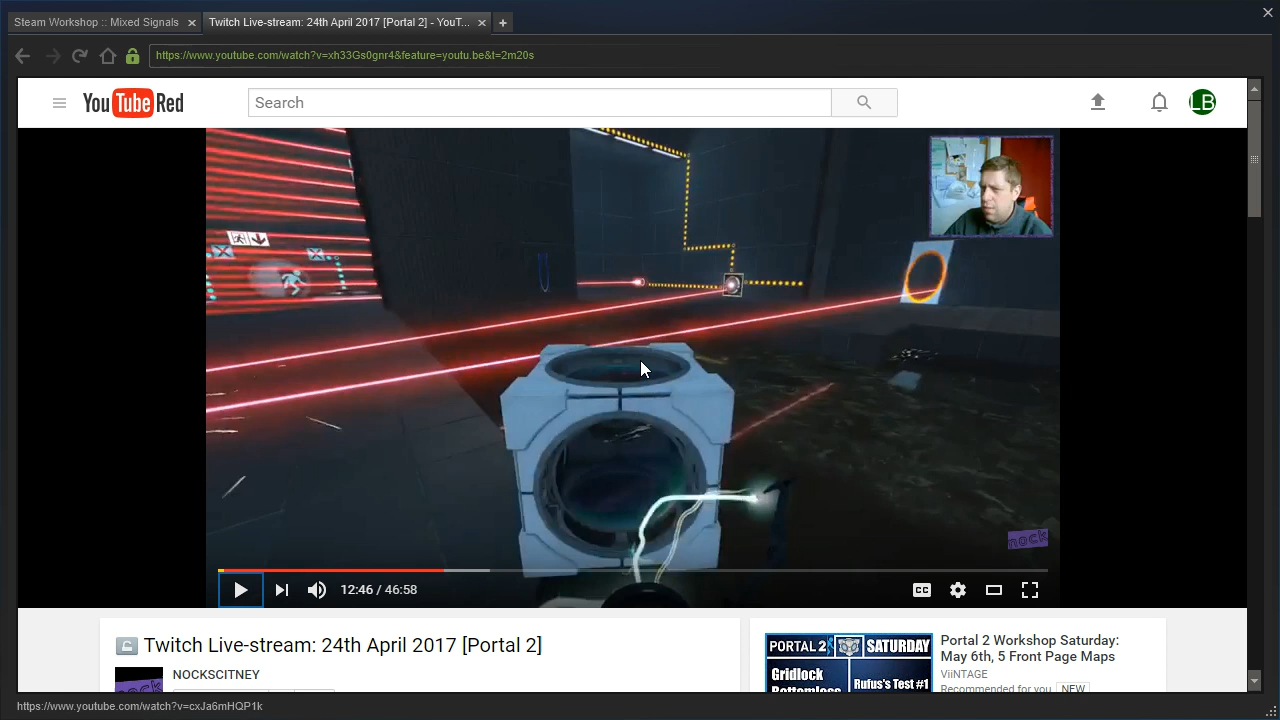 Steam Workshop :: Mixed Signals
Twitch Live-stream: 24th April 2017 [Portal 2] - YouT...
https://www.youtube.com/watch?v=xh33Gs0gnr4&feature=youtu.be&t=2m20s
YouTube Red
Search
LB
nock
12:46 / 46:58
CC
Twitch Live-stream: 24th April 2017 [Portal 2]
NOCKSCITNEY
PORTAL 2 SATURDAY
Gridlock
Bottomless
Rufus's Test #1
Portal 2 Workshop Saturday:
May 6th, 5 Front Page Maps
ViiNTAGE
Recommended for you NEW
https://www.youtube.com/watch?v=cxJa6mHQP1k